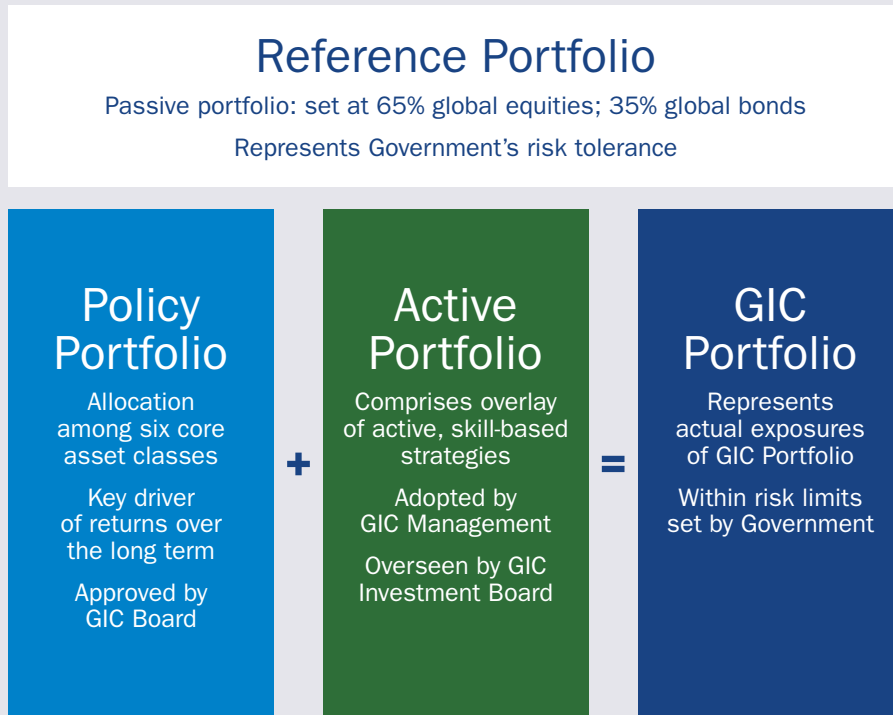 Reference Portfolio
Passive portfolio: set at 65% global equities; 35% global bonds
Represents Government’s risk tolerance
Policy
Portfolio
Allocation
among six core
asset classes
Key driver
of returns over
the long term
Approved by
GIC Board
+
Active
Portfolio
Comprises overlay
of active, skill-based
strategies
Adopted by
GIC Management
Overseen by GIC
Investment Board
=
GIC
Portfolio
Represents
actual exposures
of GIC Portfolio
Within risk limits
set by Government